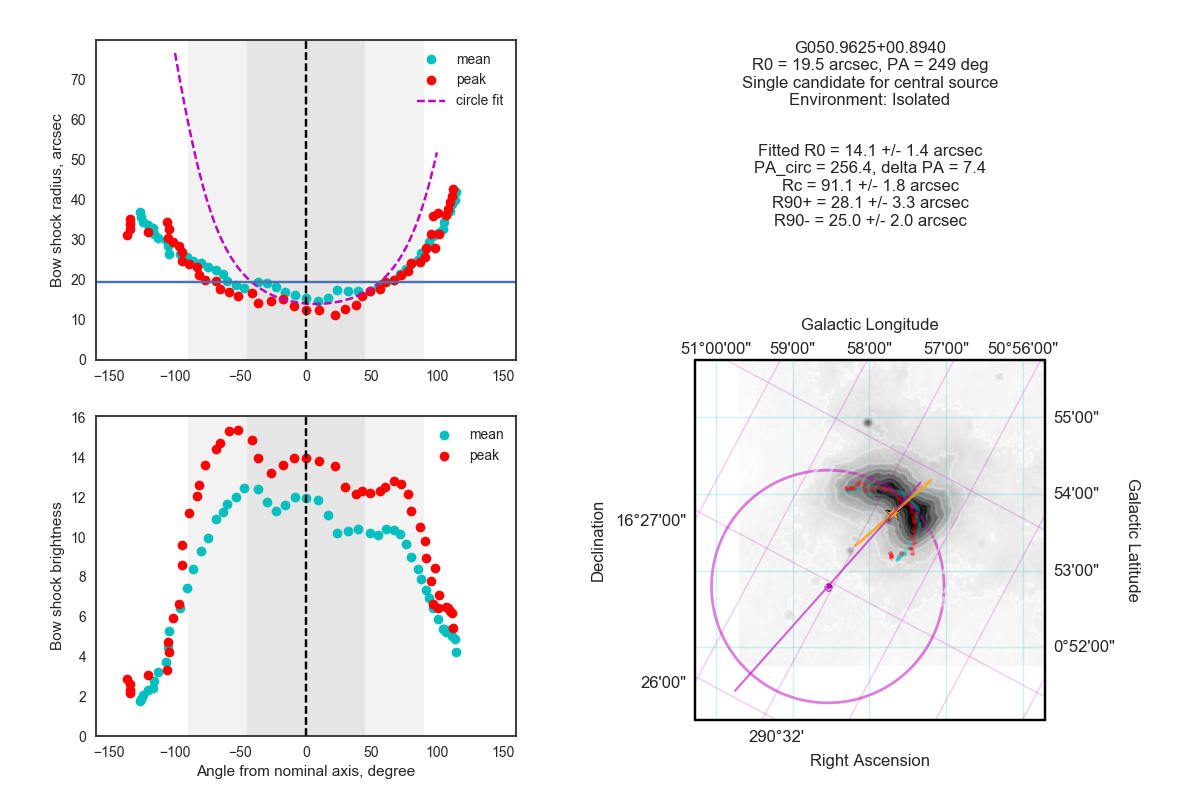 70
60
50
40
30
20
10
0
Bow shock radius, arcsec
mean
peak
circle fit
−150
−100
−50
0
50
100
150
16
14
12
10
8
6
4
2
0
Bow shock brightness
mean
peak
−150
−100
−50
0
50
100
150
Angle from nominal axis, degree
G050.9625+00.8940
R0 = 19.5 arcsec, PA = 249 deg
Single candidate for central source
Environment: Isolated
Fitted R0 = 14.1 +/- 1.4 arcsec
PA_circ = 256.4, delta PA = 7.4
Rc = 91.1 +/- 1.8 arcsec
R90+ = 28.1 +/- 3.3 arcsec
R90- = 25.0 +/- 2.0 arcsec
Galactic Longitude
51°00'00" 59'00" 58'00" 57'00" 50°56'00"
55'00"
54'00"
53'00"
0°52'00"
Galactic Latitude
16°27'00"
26'00"
Declination
290°32'
Right Ascension